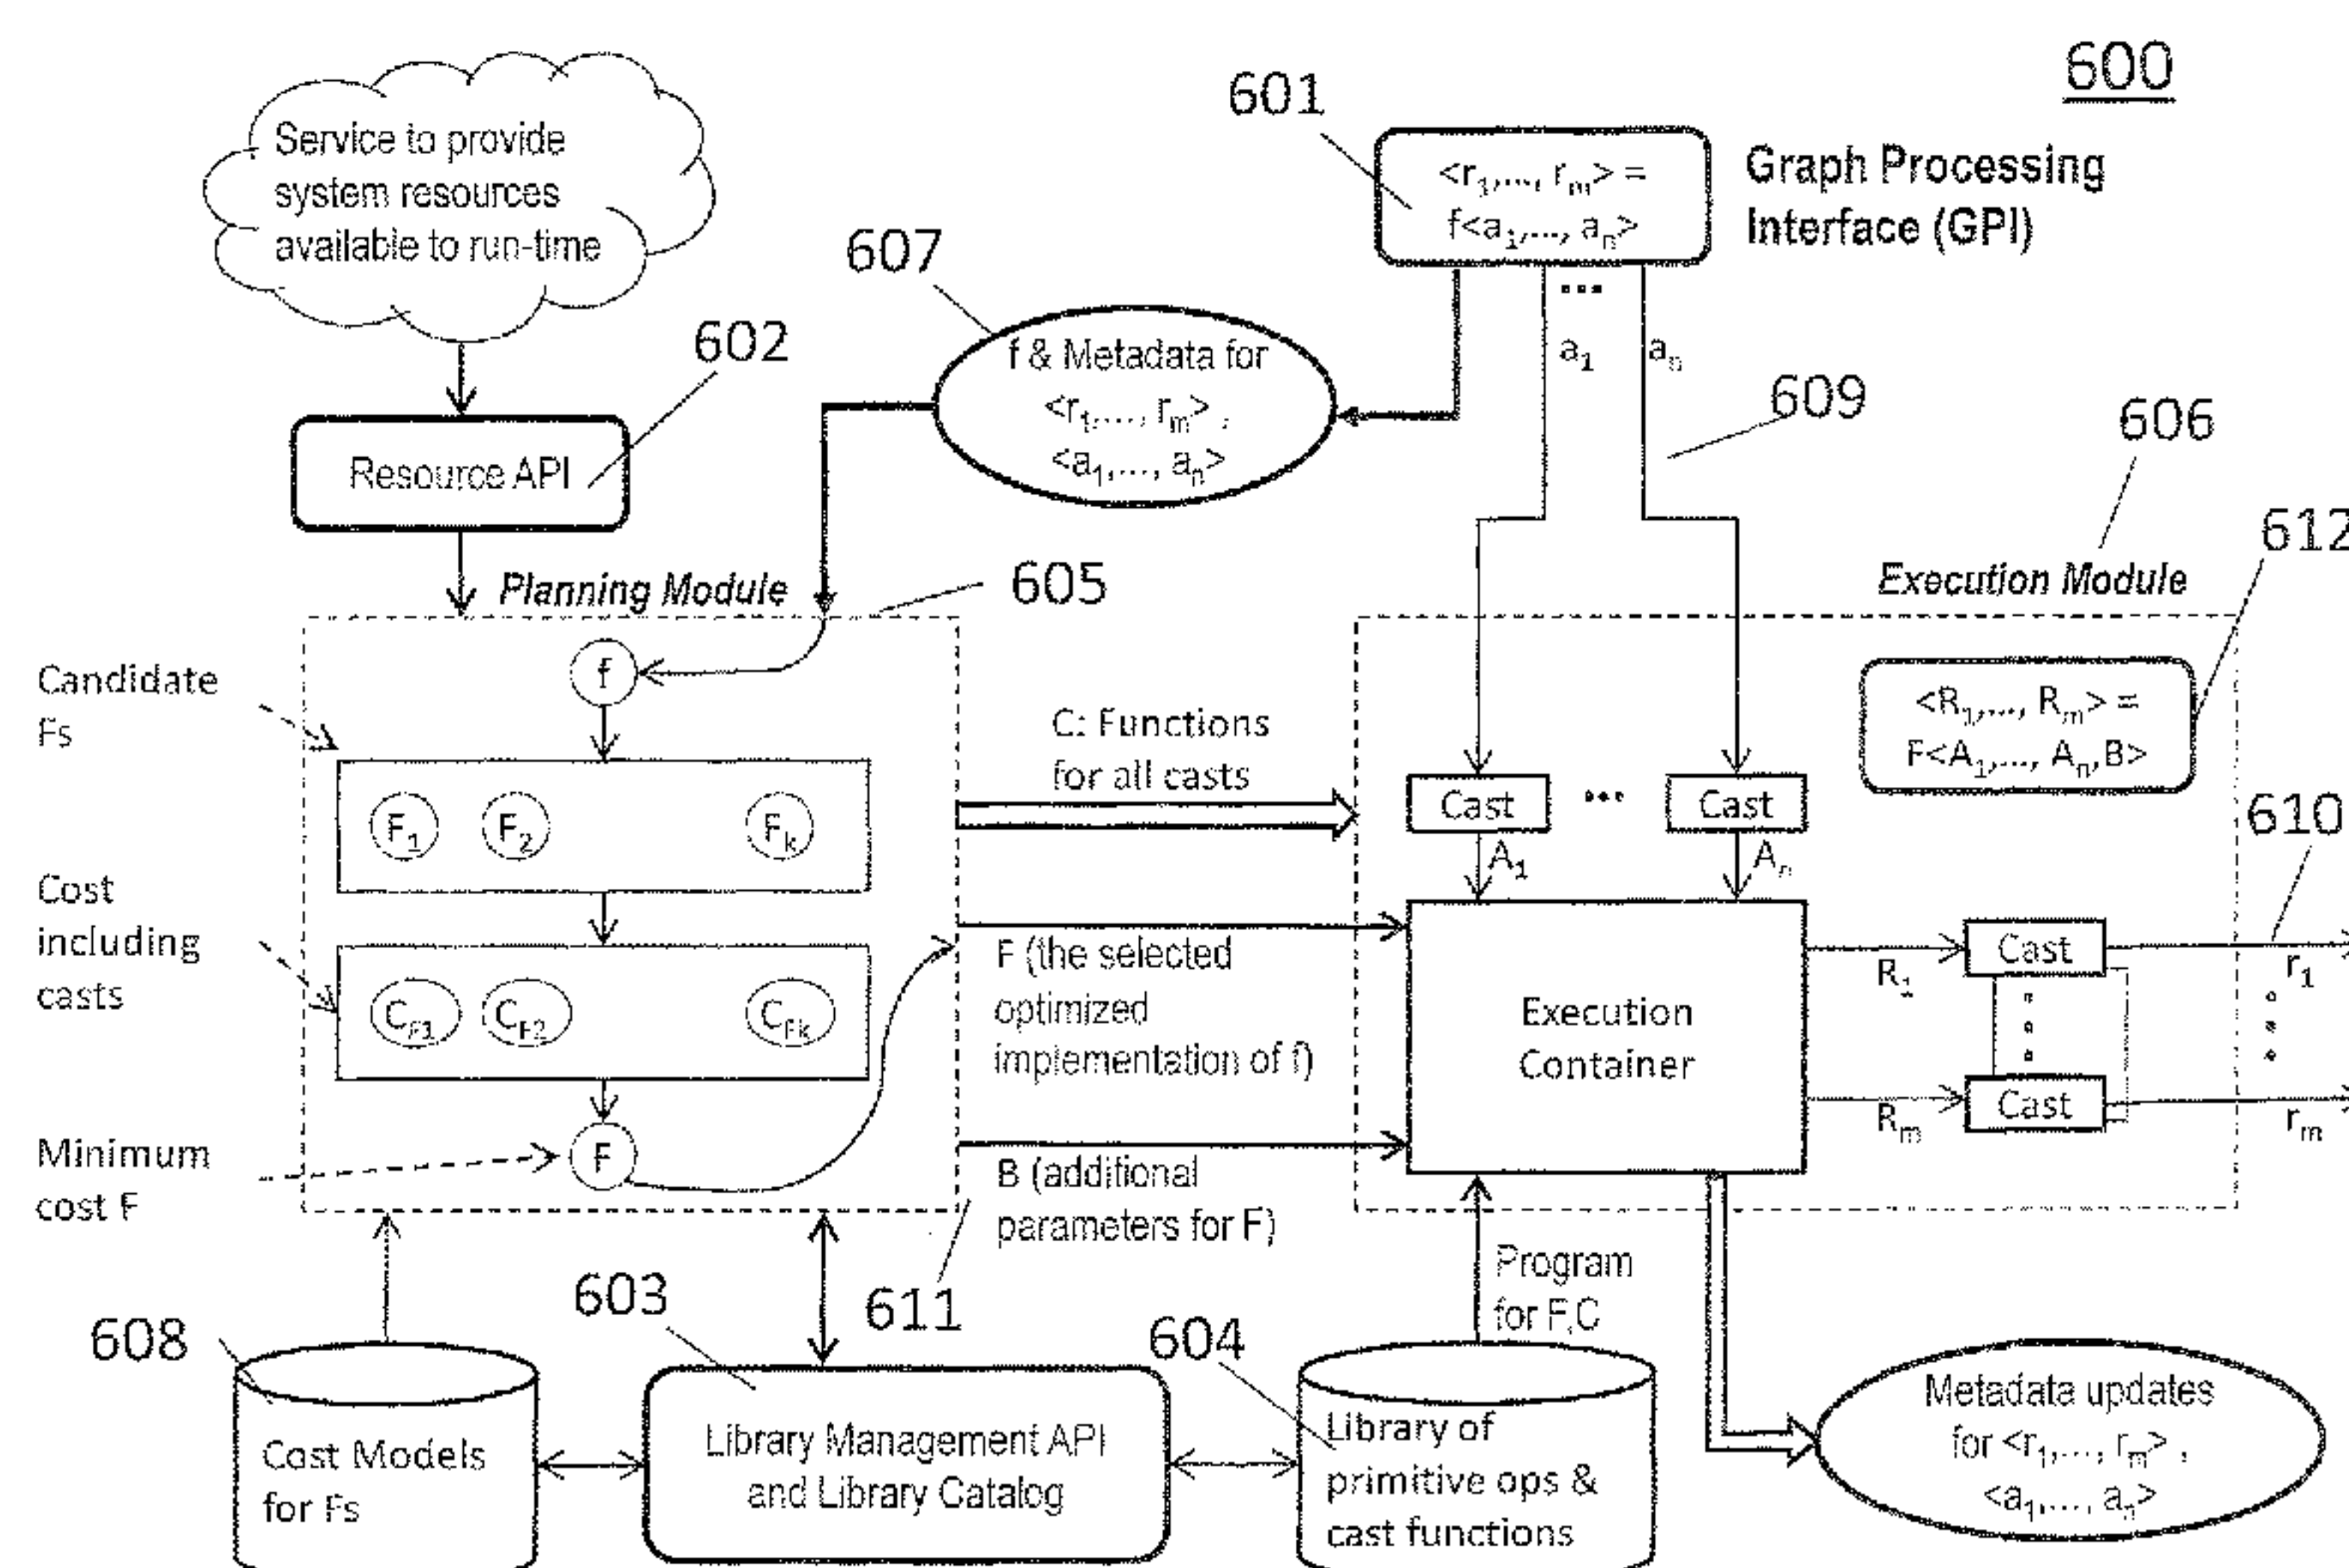 600
601
<r1,..., rm> =
f<a1,..., an>
Graph Processing
Interface (GPI)
Service to provide
system resources
available to run-time
607
f & Metadata for
<r1,..., rm> ,
<a1,..., an>
...
a1
an
602
Resource API
609
606
612
Planning Module
605
Execution Module
Candidate
Fs
f
F1
F2
Fk
C: Functions
for all casts
Cast
...
Cast
<R1,..., Rm> =
F<A1,..., An,B>
A1
An
610
Cost
including
casts
CF1
CF2
CFk
F (the selected
optimized
implementation of f)
Execution
Container
R1
Cast
r1
Rm
Cast
rm
Minimum
cost F
F
B (additional
parameters for F)
611
Program
for F,C
608
603
604
Cost Models
for Fs
Library Management API
and Library Catalog
Library of
primitive ops &
cast functions
Metadata updates
for <r1,..., rm> ,
<a1,..., an>